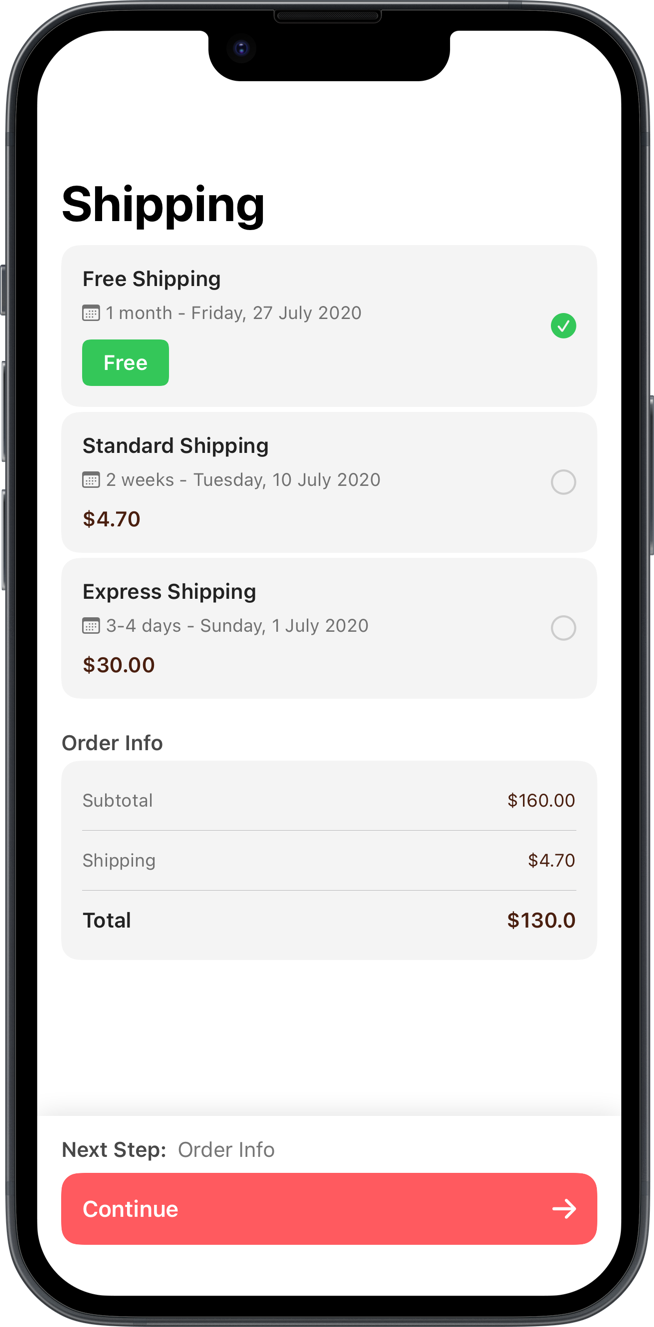 Shipping
Free Shipping
1 month - Friday, 27 July 2020
Free
Standard Shipping
2 weeks - Tuesday, 10 July 2020
$4.70
Express Shipping
3-4 days - Sunday, 1 July 2020
$30.00
Order Info
Subtotal $160.00
Shipping $4.70
Total $130.0
Next Step: Order Info
Continue